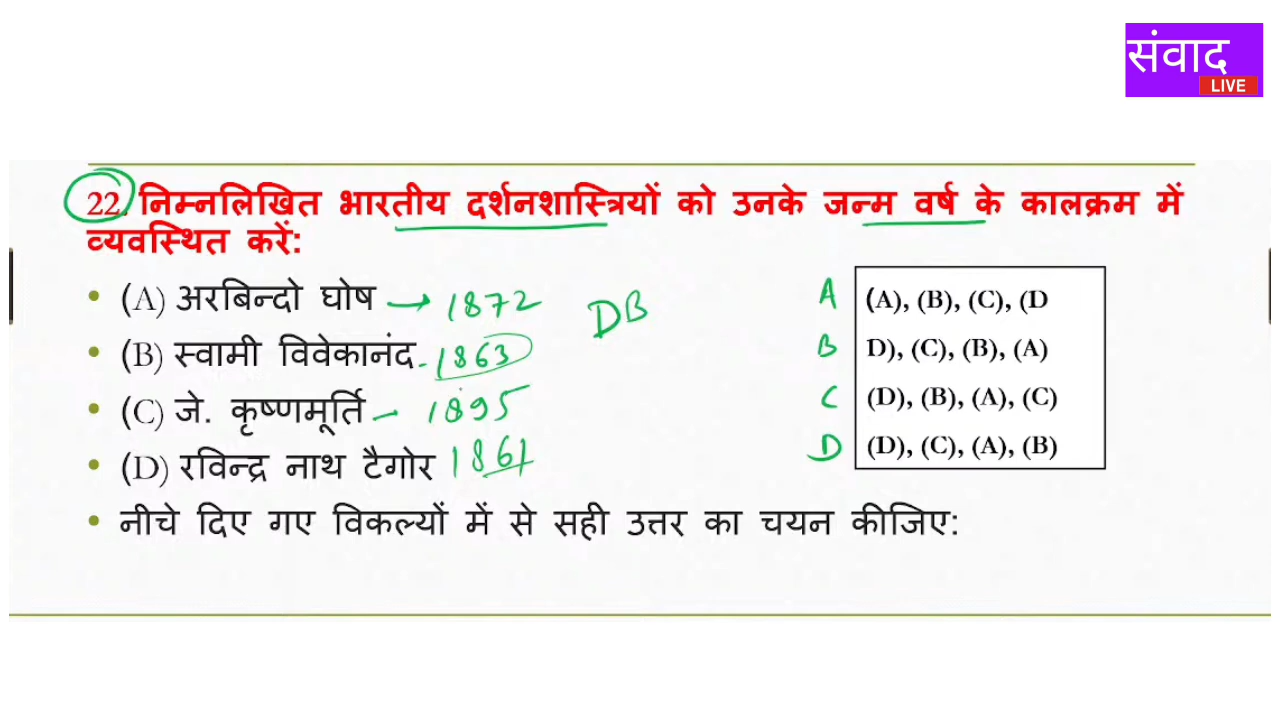 संवाद
LIVE
22. निम्नलिखित भारतीय दर्शनशास्त्रियों को उनके जन्म वर्ष के कालक्रम में
व्यवस्थित करें:
• (A) अरबिन्दो घोष → 1872
DB
• (B) स्वामी विवेकानंद - 1863
• (C) जे. कृष्णमूर्ति - 1895
• (D) रविन्द्र नाथ टैगोर 1861
• नीचे दिए गए विकल्पों में से सही उत्तर का चयन कीजिए:
A (A), (B), (C), (D
B D), (C), (B), (A)
C (D), (B), (A), (C)
D (D), (C), (A), (B)